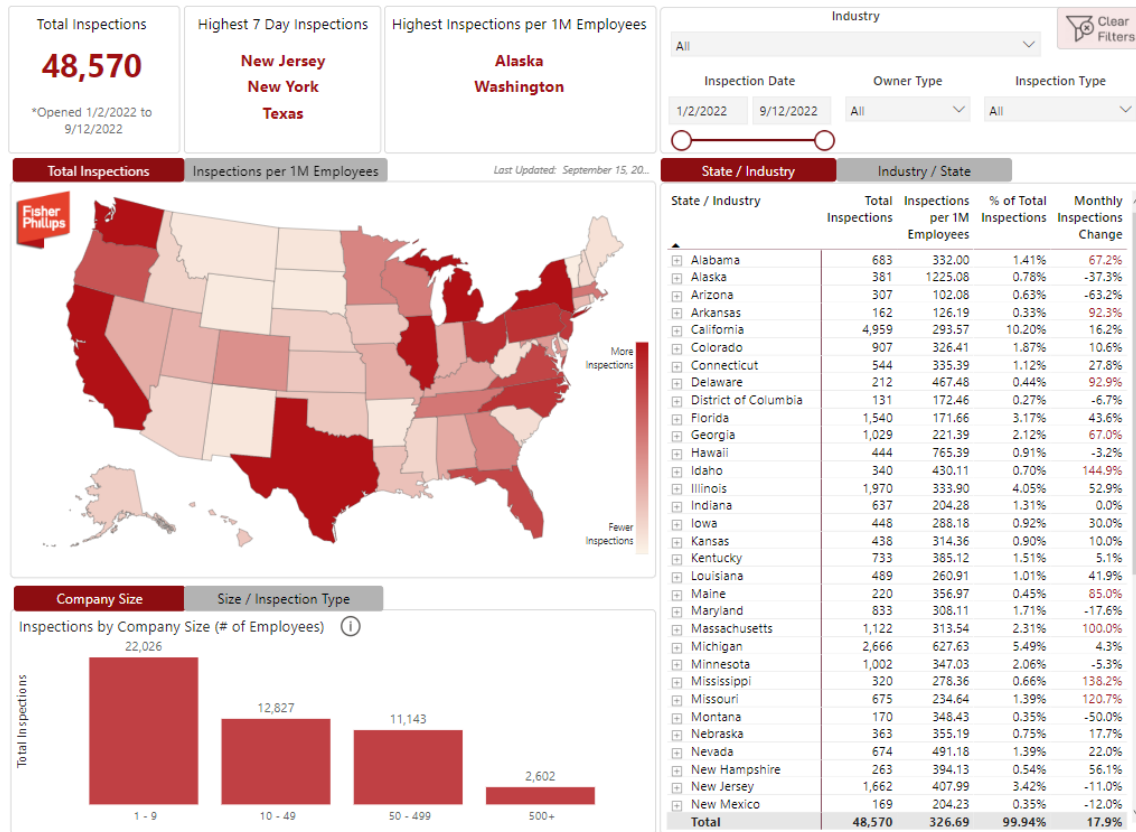 Total Inspections
48,570
*Opened 1/2/2022 to
9/12/2022
Highest 7 Day Inspections
New Jersey
New York
Texas
Highest Inspections per 1M Employees
Alaska
Washington
Industry
All
Clear
Filters
Inspection Date
Owner Type
Inspection Type
1/2/2022 9/12/2022
All
All
Total Inspections
Inspections per 1M Employees
Last Updated: September 15, 20...
Fisher
Phillips
More
Inspections
Fewer
Inspections
Company Size
Size / Inspection Type
Inspections by Company Size (# of Employees)
Total Inspections
22,026
12,827
11,143
2,602
1 - 9
10 - 49
50 - 499
500+
State / Industry
Industry / State
State / Industry Total Inspections Inspections per 1M Employees % of Total Inspections Monthly Inspections Change
Alabama 683 332.00 1.41% 67.2%
Alaska 381 1225.08 0.78% -37.3%
Arizona 307 102.08 0.63% -63.2%
Arkansas 162 126.19 0.33% 92.3%
California 4,959 293.57 10.20% 16.2%
Colorado 907 326.41 1.87% 10.6%
Connecticut 544 335.39 1.12% 27.8%
Delaware 212 467.48 0.44% 92.9%
District of Columbia 131 172.46 0.27% -6.7%
Florida 1,540 171.66 3.17% 43.6%
Georgia 1,029 221.39 2.12% 67.0%
Hawaii 444 765.39 0.91% -3.2%
Idaho 340 430.11 0.70% 144.9%
Illinois 1,970 333.90 4.05% 52.9%
Indiana 637 204.28 1.31% 0.0%
Iowa 448 288.18 0.92% 30.0%
Kansas 438 314.36 0.90% 10.0%
Kentucky 733 385.12 1.51% 5.1%
Louisiana 489 260.91 1.01% 41.9%
Maine 220 356.97 0.45% 85.0%
Maryland 833 308.11 1.71% -17.6%
Massachusetts 1,122 313.54 2.31% 100.0%
Michigan 2,666 627.63 5.49% 4.3%
Minnesota 1,002 347.03 2.06% -5.3%
Mississippi 320 278.36 0.66% 138.2%
Missouri 675 234.64 1.39% 120.7%
Montana 170 348.43 0.35% -50.0%
Nebraska 363 355.19 0.75% 17.7%
Nevada 674 491.18 1.39% 22.0%
New Hampshire 263 394.13 0.54% 56.1%
New Jersey 1,662 407.99 3.42% -11.0%
New Mexico 169 204.23 0.35% -12.0%
Total 48,570 326.69 99.94% 17.9%